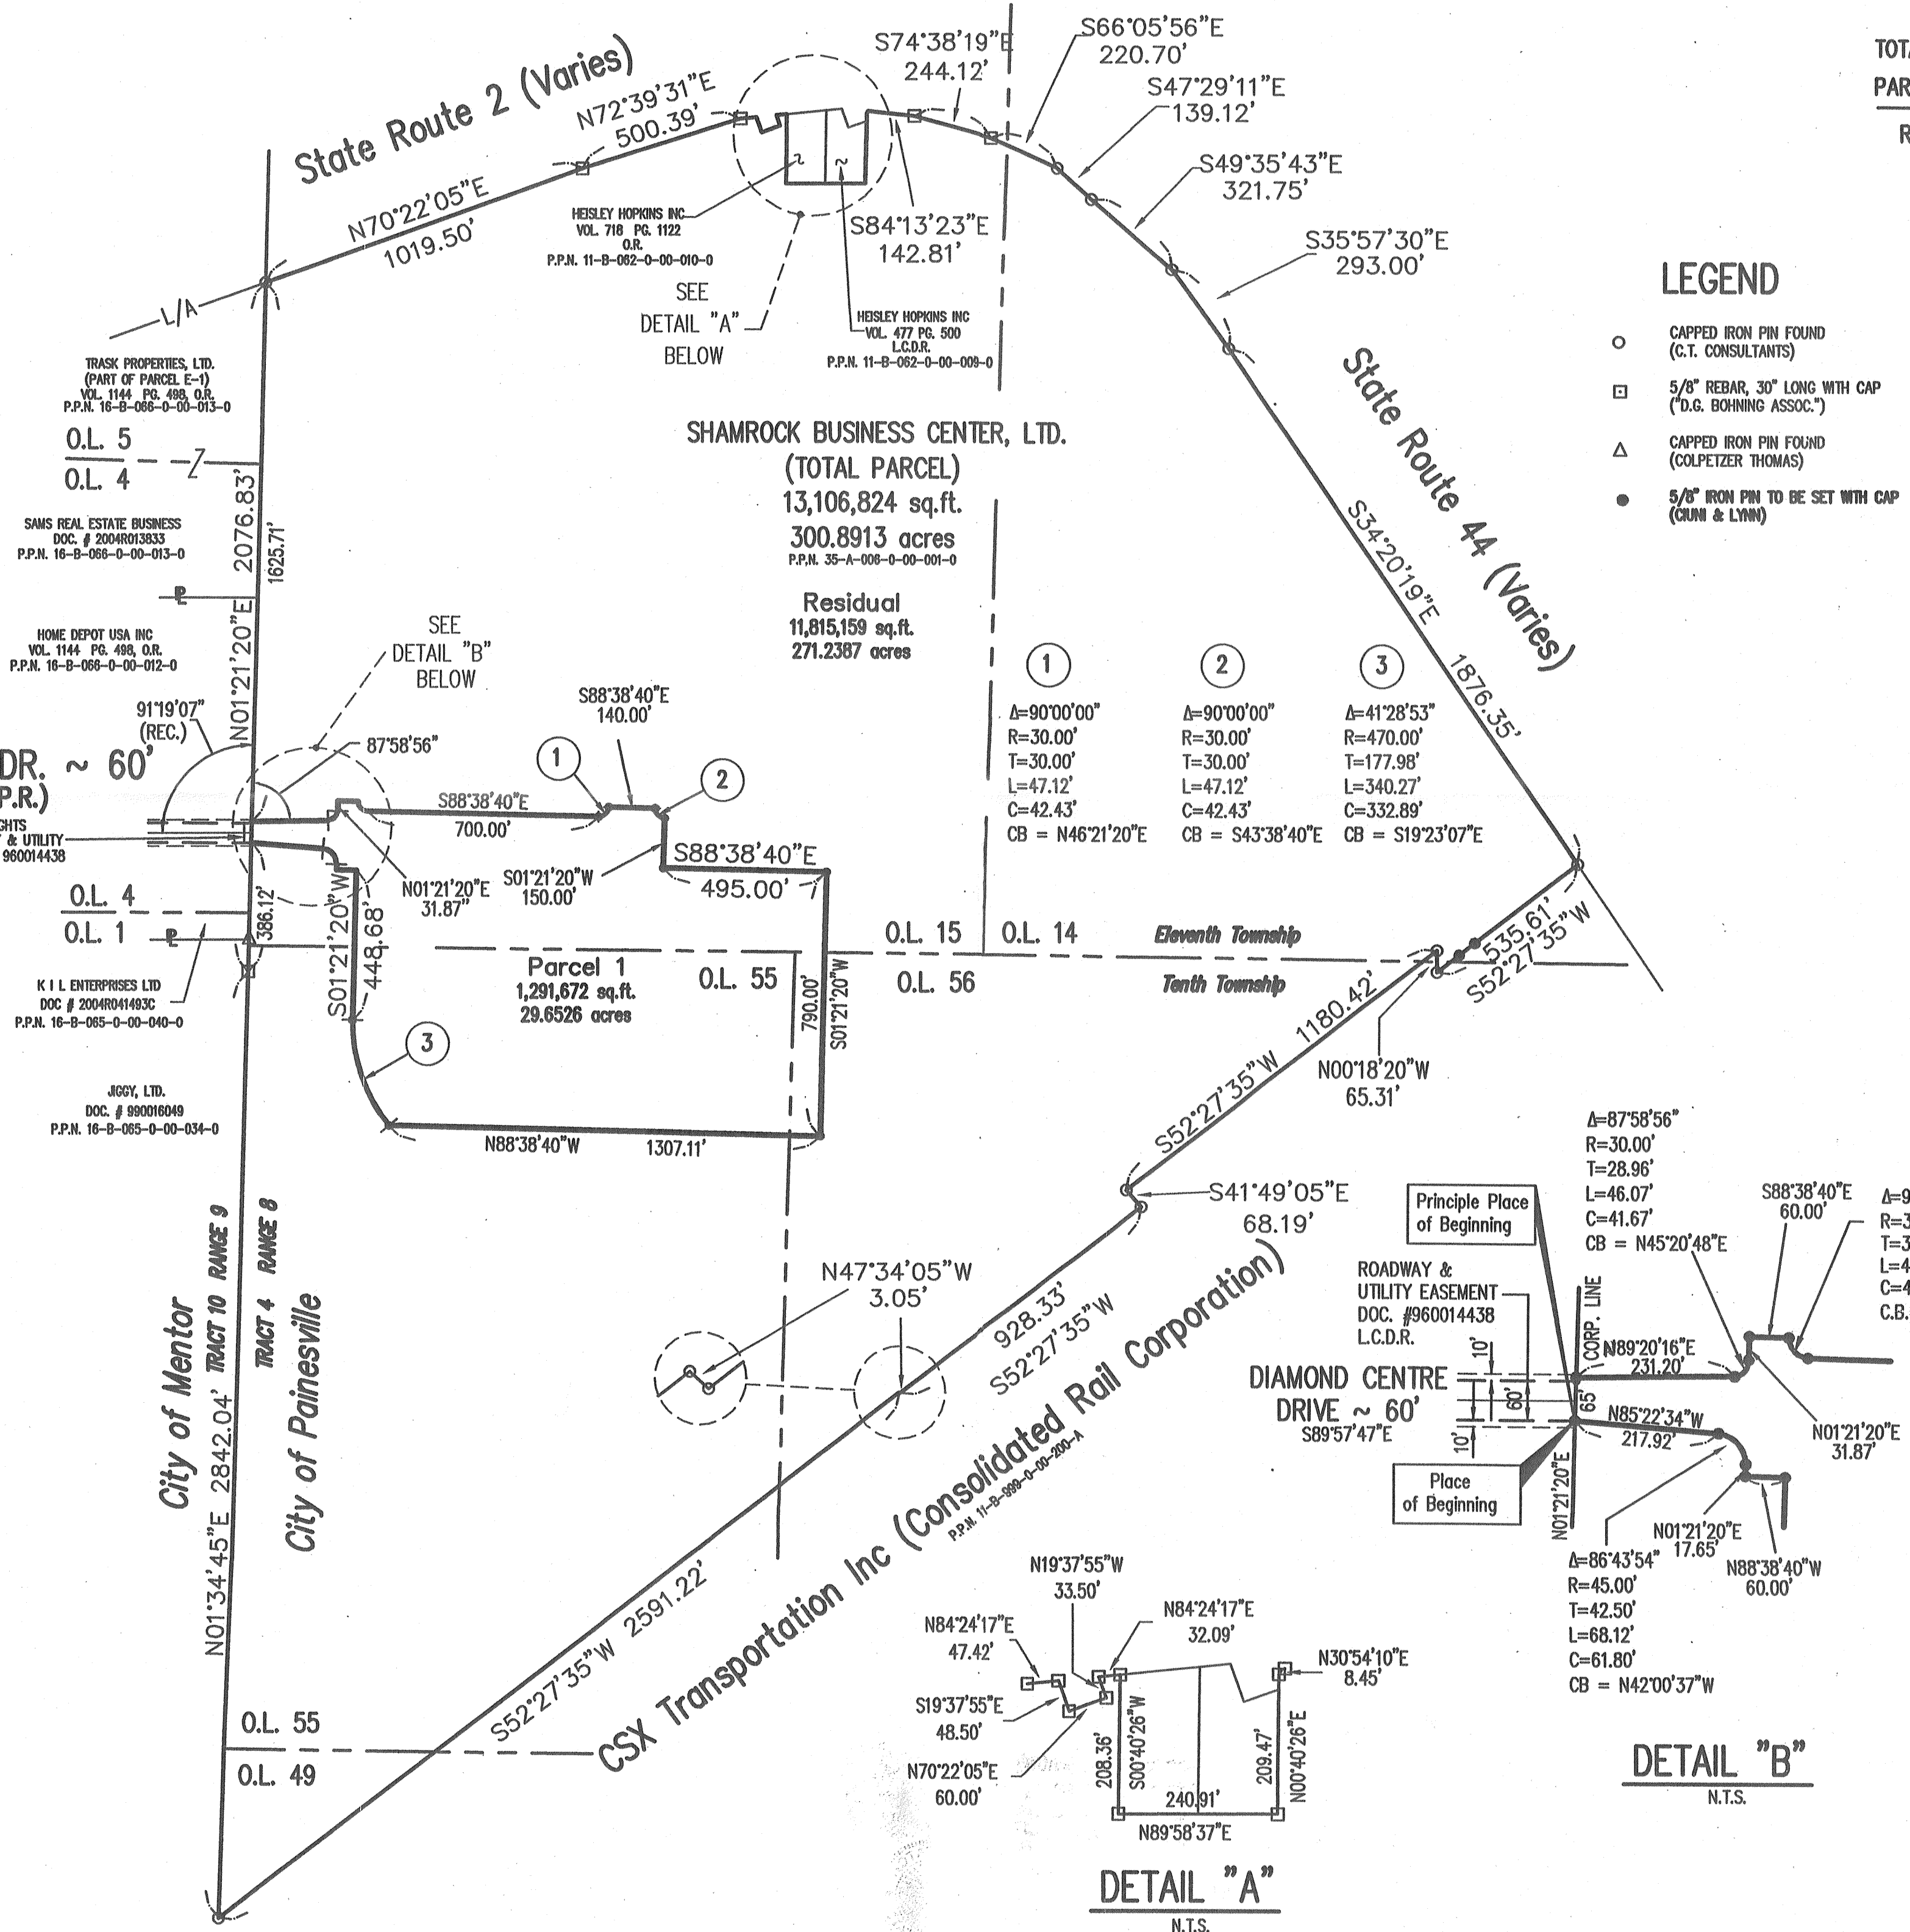 State Route 2 (Varies)
N70°22'05"E
1019.50'
N72°39'31"E
500.39'
S74°38'19"E
244.12'
S66°05'56"E
220.70'
S47°29'11"E
139.12'
S49°35'43"E
321.75'
S35°57'30"E
293.00'
S84°13'23"E
142.81'
TOTA
PAR
R
HEISLEY HOPKINS INC
VOL. 718 PG. 1122
O.R.
P.P.N. 11-B-062-0-00-010-0
SEE
DETAIL "A"
BELOW
HEISLEY HOPKINS INC
VOL. 477 PG. 500
L.C.D.R.
P.P.N. 11-B-062-0-00-009-0
~
~
L/A
LEGEND
CAPPED IRON PIN FOUND
(C.T. CONSULTANTS)
5/8" REBAR, 30" LONG WITH CAP
("D.G. BOHNING ASSOC.")
CAPPED IRON PIN FOUND
(COLPETZER THOMAS)
5/8" IRON PIN TO BE SET WITH CAP
(CIUNI & LYNN)
State Route 44 (Varies)
S34°20'19"E
1876.35'
TRASK PROPERTIES, LTD.
(PART OF PARCEL E-1)
VOL. 1144 PG. 498, O.R.
P.P.N. 16-B-066-0-00-013-0
O.L. 5
O.L. 4
SAMS REAL ESTATE BUSINESS
DOC. # 2004R013833
P.P.N. 16-B-066-0-00-013-0
HOME DEPOT USA INC
VOL. 1144 PG. 498, O.R.
P.P.N. 16-B-066-0-00-012-0
N01°21'20"E 2076.83'
1625.71'
SHAMROCK BUSINESS CENTER, LTD.
(TOTAL PARCEL)
13,106,824 sq.ft.
300.8913 acres
P.P.N. 35-A-006-0-00-001-0
Residual
11,815,159 sq.ft.
271.2387 acres
1
Δ=90°00'00"
R=30.00'
T=30.00'
L=47.12'
C=42.43'
CB = N46°21'20"E
2
Δ=90°00'00"
R=30.00'
T=30.00'
L=47.12'
C=42.43'
CB = S43°38'40"E
3
Δ=41°28'53"
R=470.00'
T=177.98'
L=340.27'
C=332.89'
CB = S19°23'07"E
SEE
DETAIL "B"
BELOW
91°19'07"
(REC.)
87°58'56"
DR. ~ 60'
P.R.)
GHTS
& UTILITY
960014438
S88°38'40"E
140.00'
1
2
S88°38'40"E
700.00'
N01°21'20"E
31.87"
S01°21'20"W
150.00'
S88°38'40"E
495.00'
O.L. 4
O.L. 1
386.12'
S01°21'20"W
448.68'
K I L ENTERPRISES LTD
DOC # 2004R041493C
P.P.N. 16-B-065-0-00-040-0
JIGGY, LTD.
DOC. # 990016049
P.P.N. 16-B-065-0-00-034-0
Parcel 1
1,291,672 sq.ft.
29.6526 acres
O.L. 55
O.L. 56
O.L. 15
O.L. 14
Eleventh Township
Tenth Township
790.00'
S01°21'20"W
3
N88°38'40"W 1307.11'
535.61'
S52°27'35"W
N00°18'20"W
65.31'
S52°27'35"W 1180.42'
S41°49'05"E
68.19'
N47°34'05"W
3.05'
928.33'
S52°27'35"W
CSX Transportation Inc (Consolidated Rail Corporation)
P.P.N. 11-B-999-0-00-200-A
S52°27'35"W 2591.22'
City of Mentor
N01°34'45"E 2842.04'
TRACT 10 RANGE 9
TRACT 4 RANGE 8
City of Painesville
O.L. 55
O.L. 49
Δ=87°58'56"
R=30.00'
T=28.96'
L=46.07'
C=41.67'
CB = N45°20'48"E
S88°38'40"E
60.00'
Δ=9
R=3
T=3
L=4
C=4
C.B.
Principle Place
of Beginning
ROADWAY &
UTILITY EASEMENT
DOC. #960014438
L.C.D.R.
CORP. LINE
10'
60'
65'
10'
N89°20'16"E
231.20'
DIAMOND CENTRE
DRIVE ~ 60'
S89°57'47"E
N85°22'34"W
217.92'
N01°21'20"E
31.87'
Place
of Beginning
N01°21'20"E
N01°21'20"E
17.65'
N88°38'40"W
60.00'
Δ=86°43'54"
R=45.00'
T=42.50'
L=68.12'
C=61.80'
CB = N42°00'37"W
DETAIL "B"
N.T.S.
N19°37'55"W
33.50'
N84°24'17"E
47.42'
N84°24'17"E
32.09'
N30°54'10"E
8.45'
S19°37'55"E
48.50'
N70°22'05"E
60.00'
208.36'
S00°40'26"W
240.91'
N89°58'37"E
209.47'
N00°40'26"E
DETAIL "A"
N.T.S.